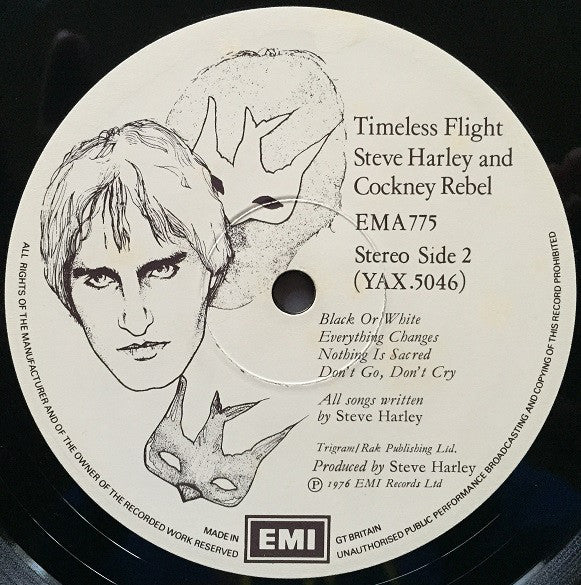 Timeless Flight
Steve Harley and
Cockney Rebel
EMA 775
Stereo Side 2
(YAX.5046)
Black Or White
Everything Changes
Nothing Is Sacred
Don't Go, Don't Cry
All songs written
by Steve Harley
Trigram/Rak Publishing Ltd.
Produced by Steve Harley
Ⓟ 1976 EMI Records Ltd
ALL RIGHTS OF THE MANUFACTURER AND OF THE OWNER OF THE RECORDED WORK RESERVED
UNAUTHORISED PUBLIC PERFORMANCE BROADCASTING AND COPYING OF THIS RECORD PROHIBITED
MADE IN
EMI
GT BRITAIN